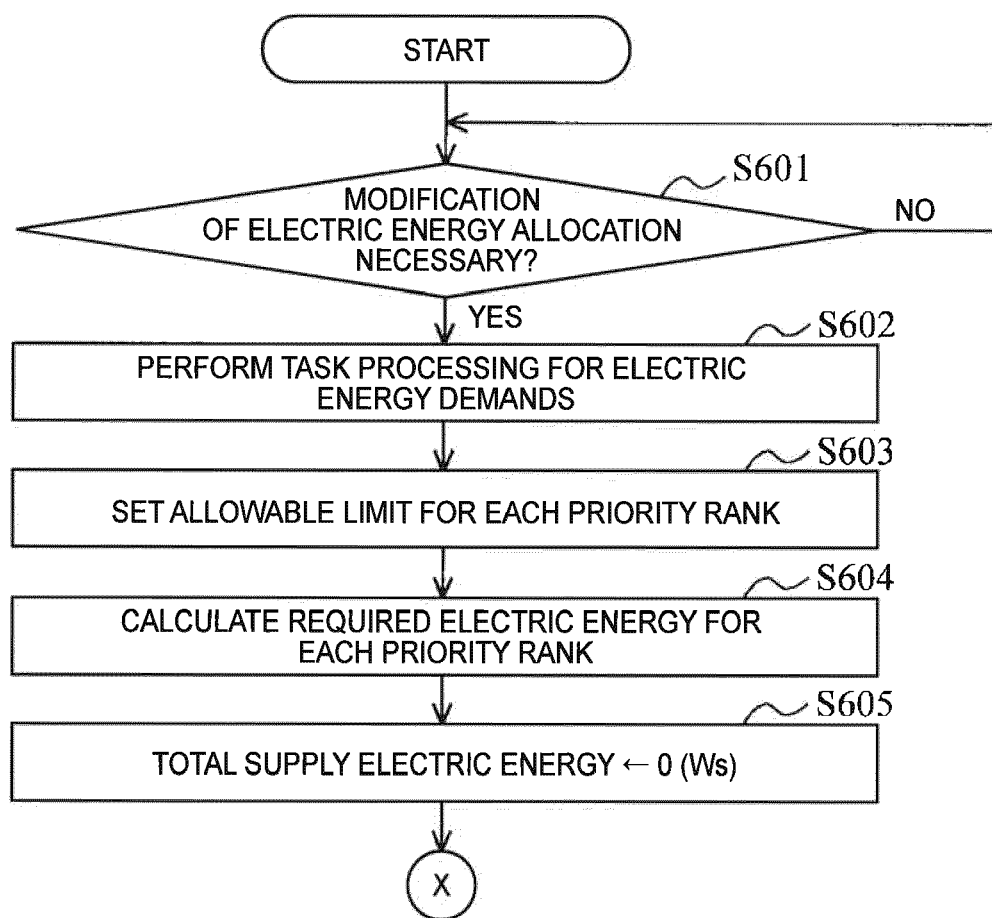 START
S601
MODIFICATION
OF ELECTRIC ENERGY ALLOCATION
NECESSARY?
NO
YES
S602
PERFORM TASK PROCESSING FOR ELECTRIC
ENERGY DEMANDS
S603
SET ALLOWABLE LIMIT FOR EACH PRIORITY RANK
S604
CALCULATE REQUIRED ELECTRIC ENERGY FOR
EACH PRIORITY RANK
S605
TOTAL SUPPLY ELECTRIC ENERGY ← 0 (Ws)
X